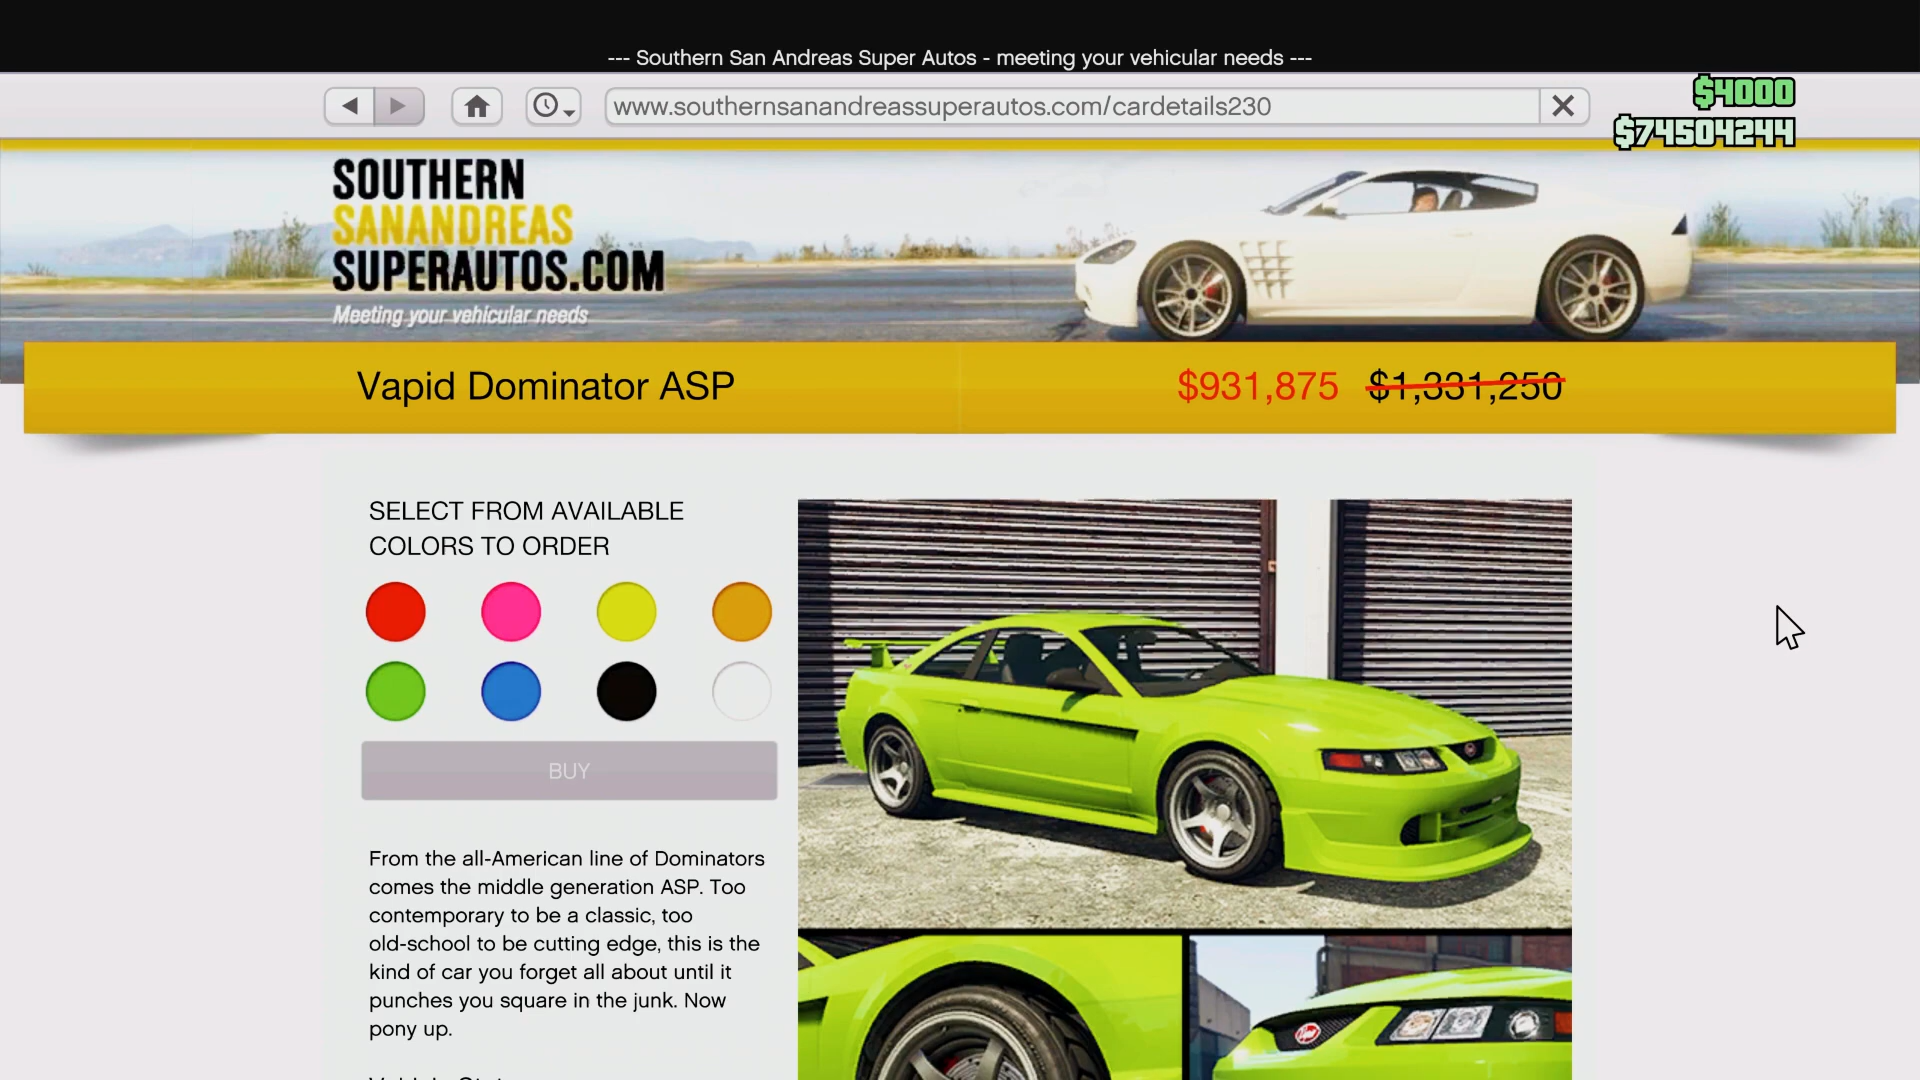 --- Southern San Andreas Super Autos - meeting your vehicular needs ---
www.southernsanandreassuperautos.com/cardetails230
$4000
$74504244
SOUTHERN
SANANDREAS
SUPERAUTOS.COM
Meeting your vehicular needs
Vapid Dominator ASP
$931,875 $1,331,250
SELECT FROM AVAILABLE
COLORS TO ORDER
BUY
From the all-American line of Dominators
comes the middle generation ASP. Too
contemporary to be a classic, too
old-school to be cutting edge, this is the
kind of car you forget all about until it
punches you square in the junk. Now
pony up.